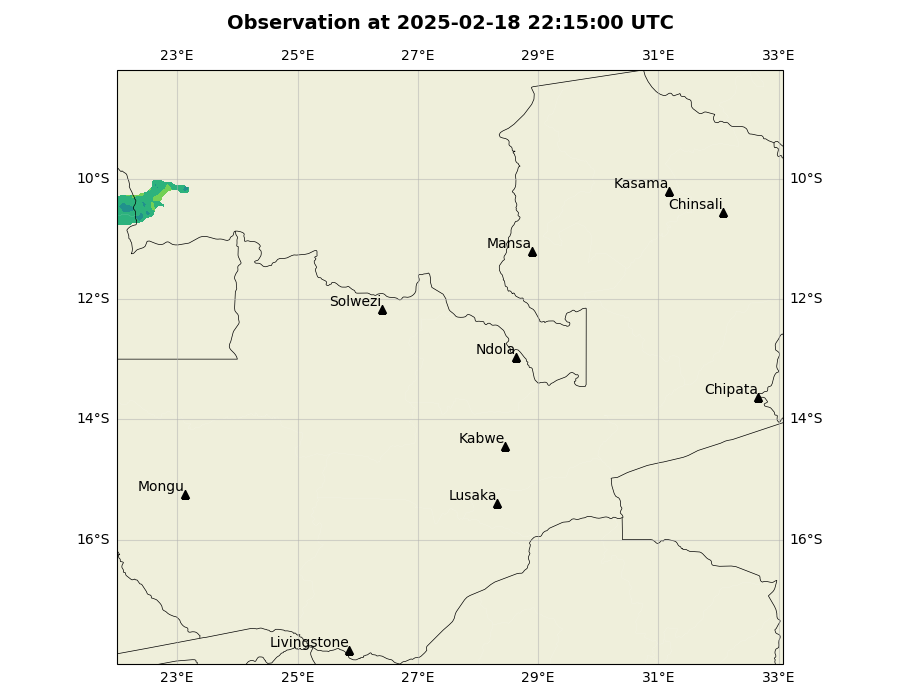 Observation at 2025-02-18 22:15:00 UTC
23°E 25°E 27°E 29°E 31°E 33°E
10°S 10°S
Kasama
Chinsali
Mansa
12°S 12°S
Solwezi
Ndola
Chipata
14°S 14°S
Kabwe
Mongu
Lusaka
16°S 16°S
Livingstone
23°E 25°E 27°E 29°E 31°E 33°E